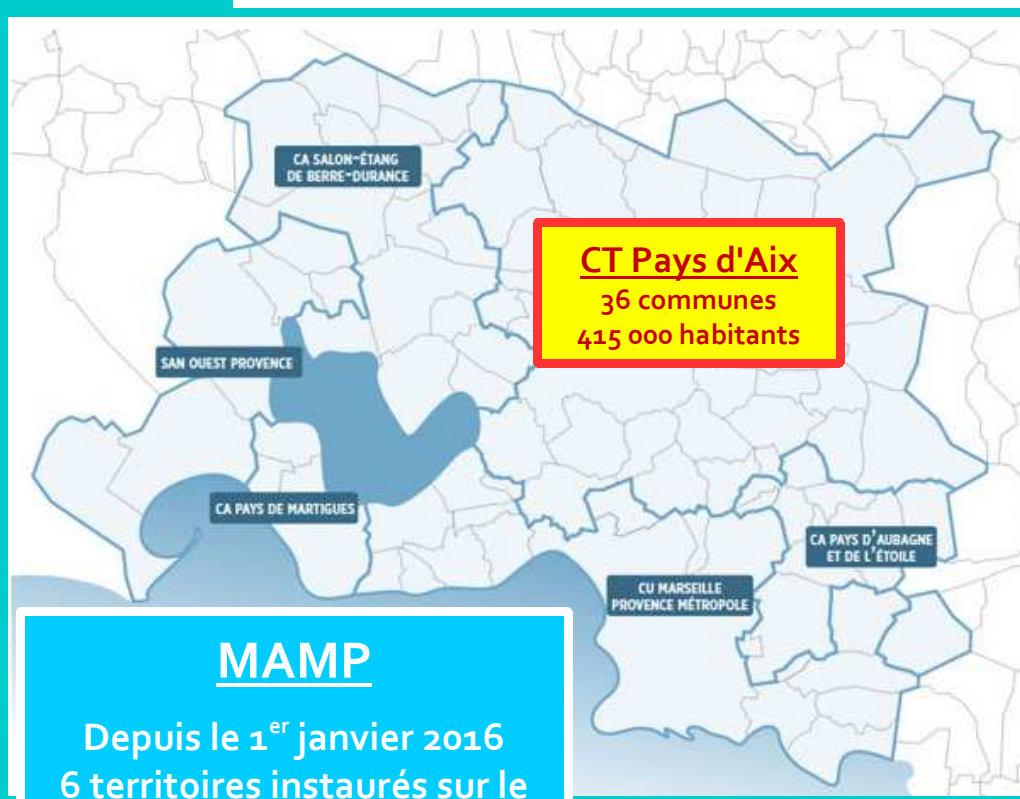 CA SALON-ÉTANG
DE BERRE-DURANCE
CT Pays d'Aix
36 communes
415 000 habitants
SAN OUEST PROVENCE
CA PAYS DE MARTIGUES
CA PAYS D'AUBAGNE
ET DE L'ÉTOILE
CU MARSEILLE
PROVENCE MÉTROPOLE
MAMP
Depuis le 1er janvier 2016
6 territoires instaurés sur le